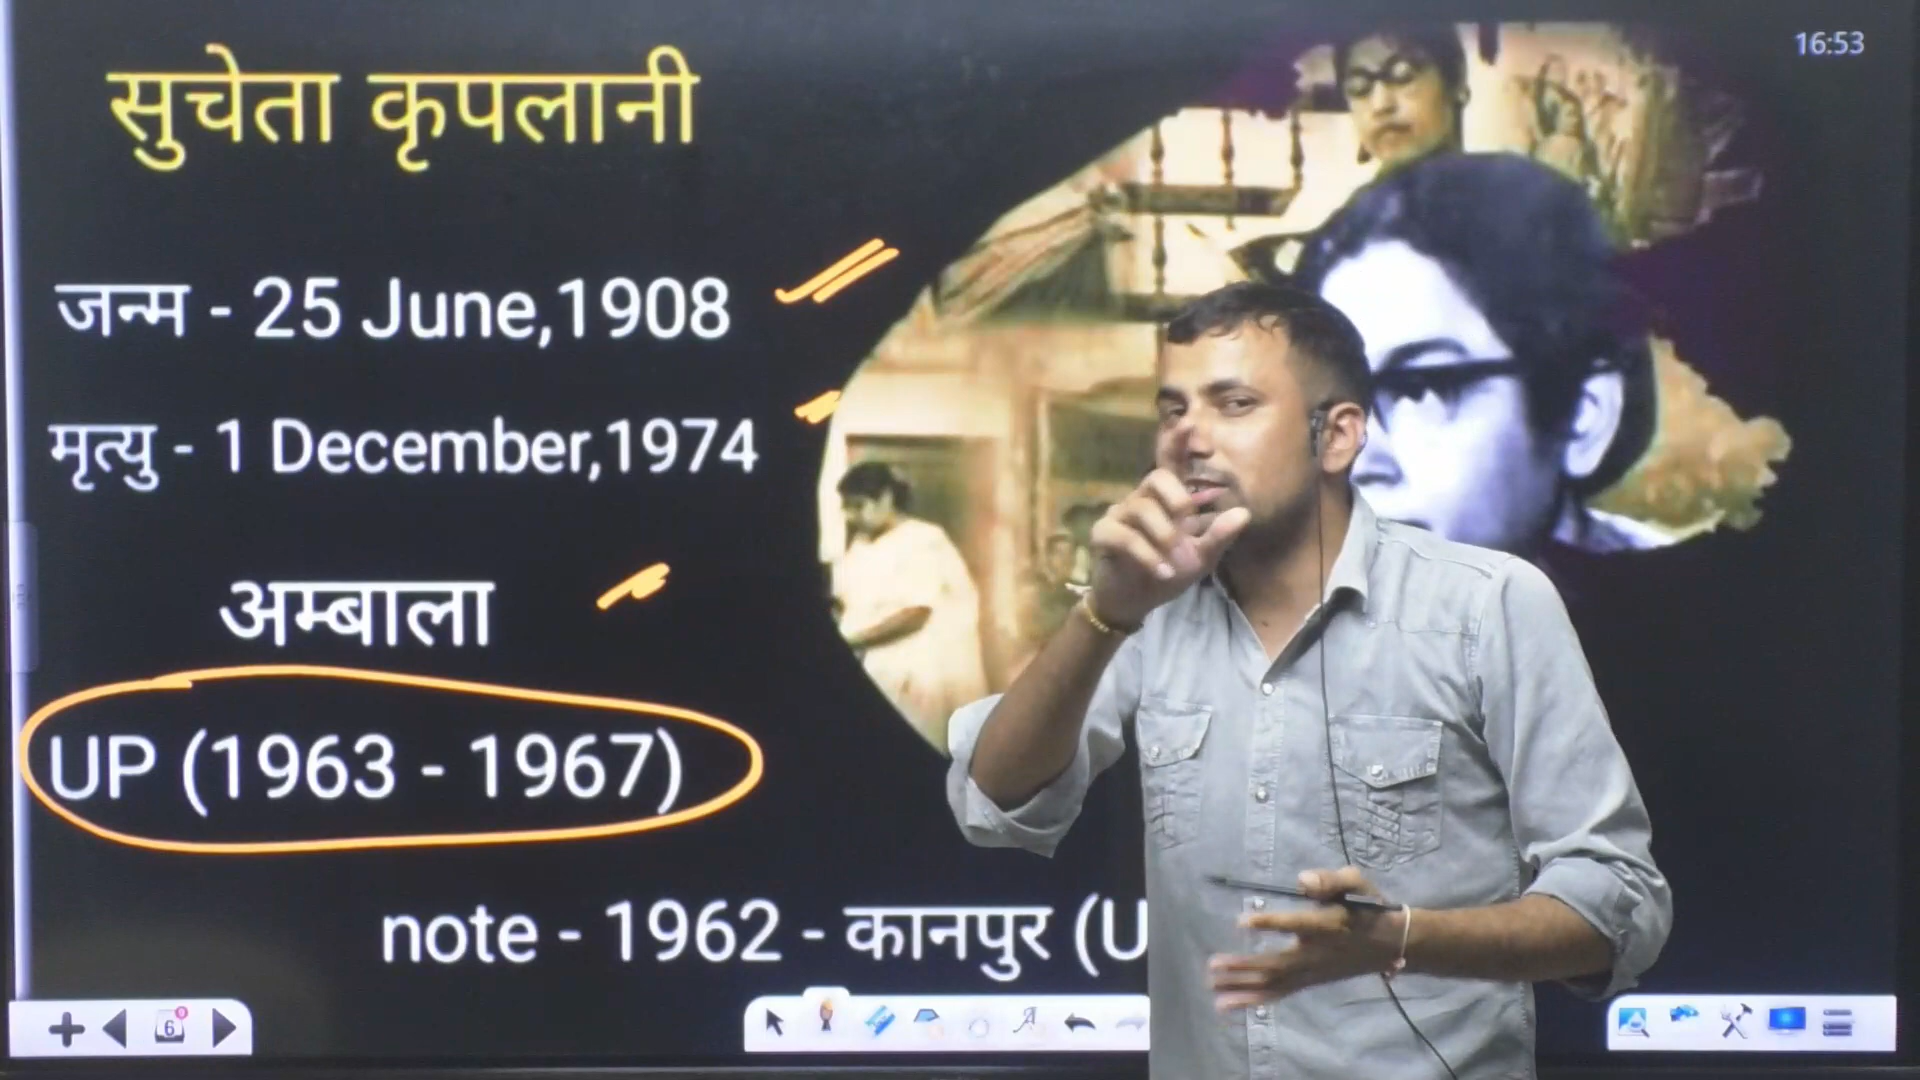 16:53
सुचेता कृपलानी
जन्म - 25 June,1908
मृत्यु - 1 December,1974
अम्बाला
UP (1963 - 1967)
note - 1962 - कानपुर (U
6